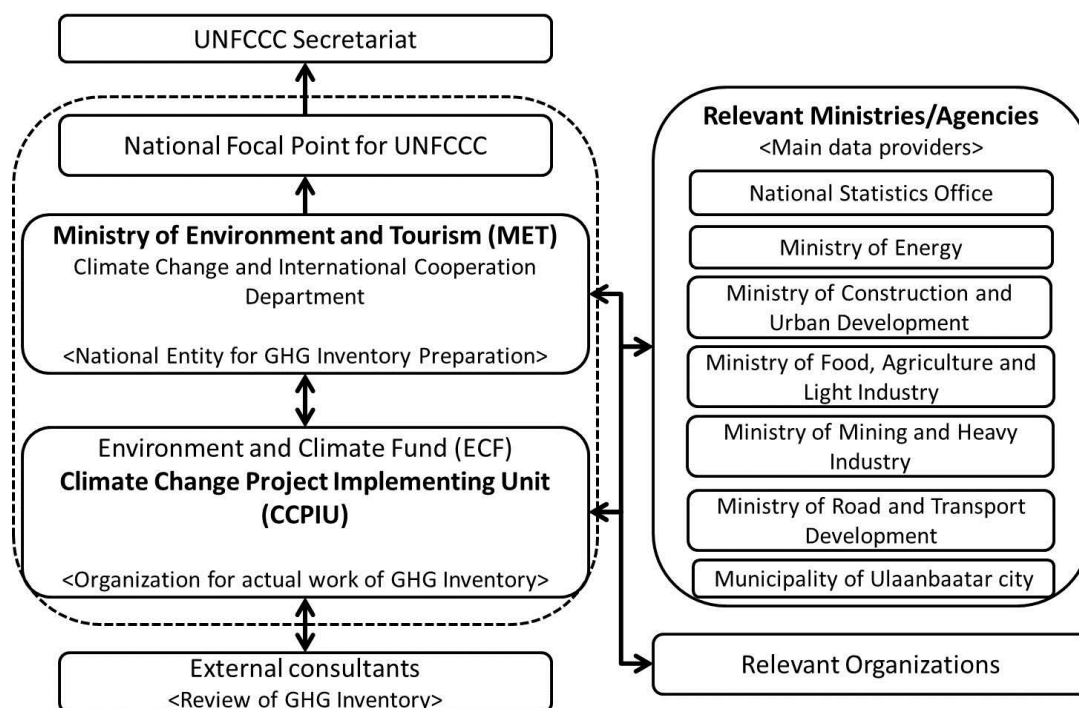 UNFCCC Secretariat
National Focal Point for UNFCCC
Ministry of Environment and Tourism (MET)
Climate Change and International Cooperation
Department
<National Entity for GHG Inventory Preparation>
Environment and Climate Fund (ECF)
Climate Change Project Implementing Unit
(CCPIU)
<Organization for actual work of GHG Inventory>
External consultants
<Review of GHG Inventory>
Relevant Ministries/Agencies
<Main data providers>
National Statistics Office
Ministry of Energy
Ministry of Construction and
Urban Development
Ministry of Food, Agriculture and
Light Industry
Ministry of Mining and Heavy
Industry
Ministry of Road and Transport
Development
Municipality of Ulaanbaatar city
Relevant Organizations